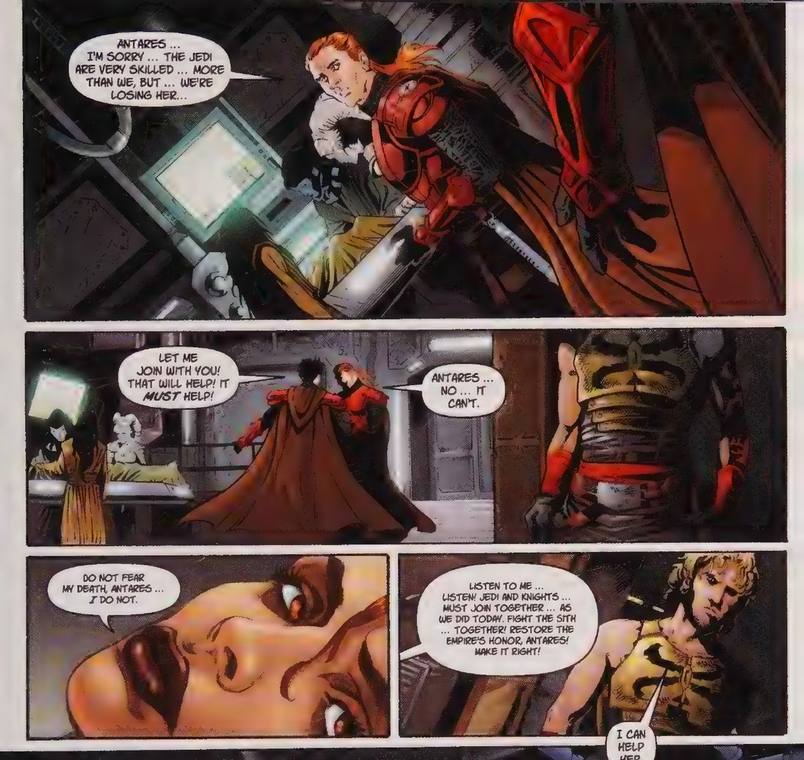 ANTARES ...
I'M SORRY ... THE JEDI
ARE VERY SKILLED ... MORE
THAN WE, BUT ... WE'RE
LOSING HER...
LET ME
JOIN WITH YOU!
THAT WILL HELP! IT
MUST HELP!
ANTARES ...
NO ... IT
CAN'T.
DO NOT FEAR
MY DEATH, ANTARES ...
I DO NOT.
LISTEN TO ME ...
LISTEN! JEDI AND KNIGHTS ...
MUST JOIN TOGETHER ... AS
WE DID TODAY. FIGHT THE SITH
... TOGETHER! RESTORE THE
EMPIRE'S HONOR, ANTARES!
MAKE IT RIGHT!
I CAN
HELP
HER